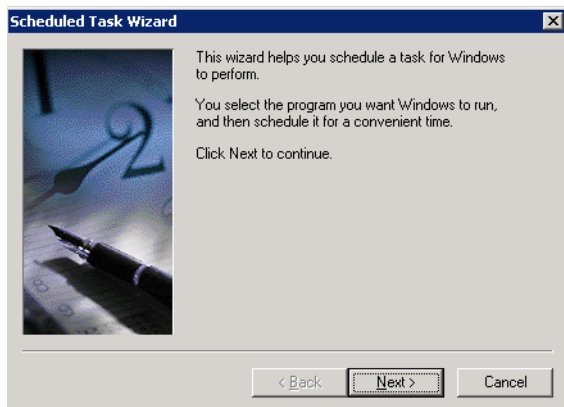 Scheduled Task Wizard
This wizard helps you schedule a task for Windows
to perform.
You select the program you want Windows to run,
and then schedule it for a convenient time.
Click Next to continue.
2
< Back
Next >
Cancel